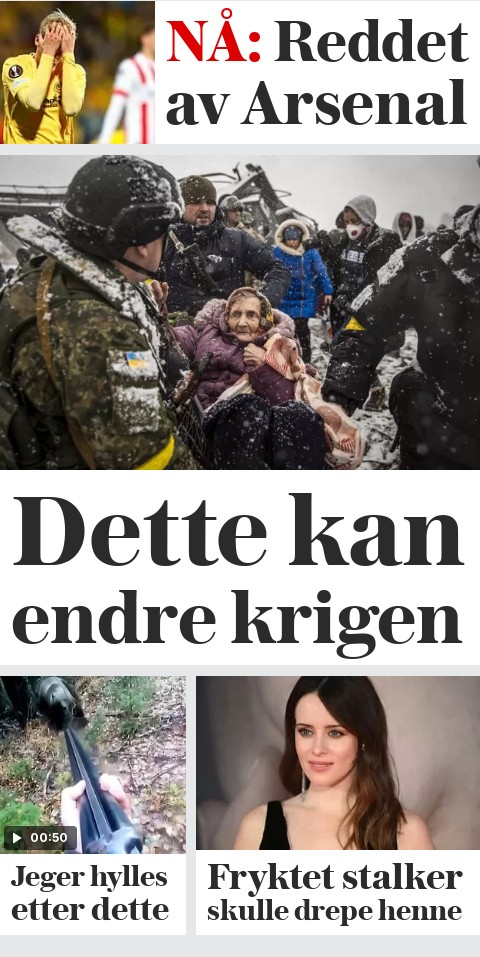 NÅ: Reddet
av Arsenal
Dette kan
endre krigen
00:50
Jeger hylles
etter dette
Fryktet stalker
skulle drepe henne